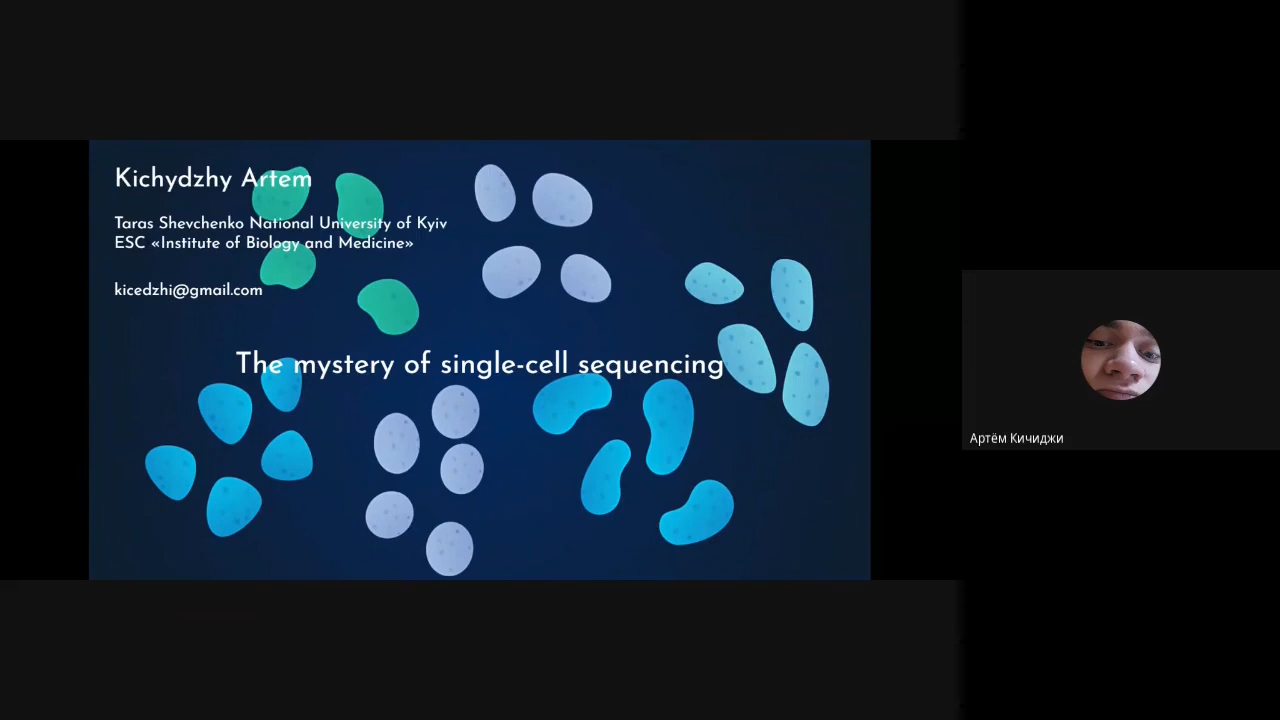 Kichydzhy Artem
Taras Shevchenko National University of Kyiv
ESC «Institute of Biology and Medicine»
kicedzhi@gmail.com
The mystery of single-cell sequencing
Артём Кичиджи